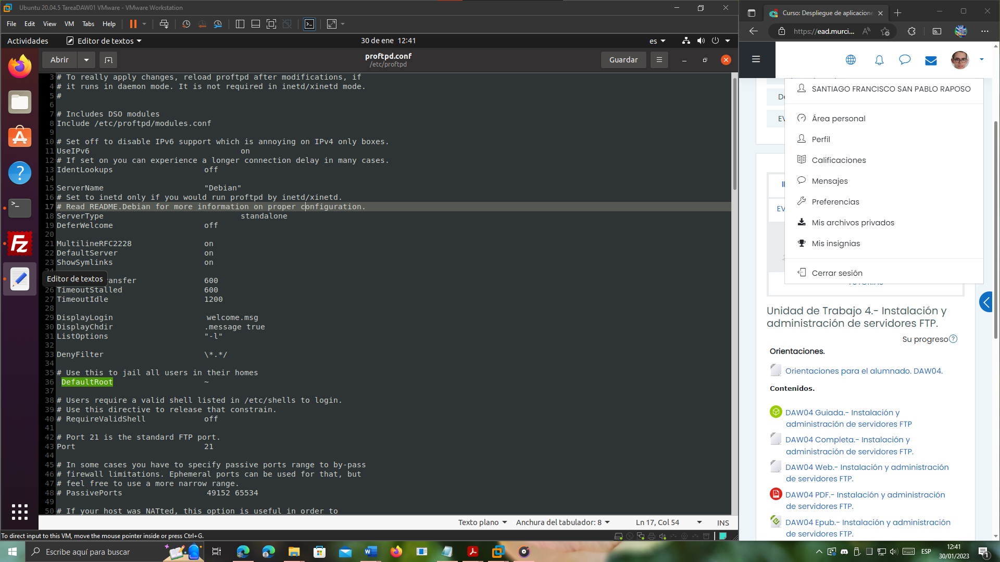 Ubuntu 20.04.5 TareaDAW01 VMware - VMware Workstation
File Edit View VM Tabs Help
Actividades
Editor de textos
30 de ene 12:41
es
Abrir
proftpd.conf
/etc/proftpd
Guardar
3 # To really apply changes, reload proftpd after modifications, if
4 # it runs in daemon mode. It is not required in inetd/xinetd mode.
5 #
6
7 # Includes DSO modules
8 Include /etc/proftpd/modules.conf
9
10 # Set off to disable IPv6 support which is annoying on IPv4 only boxes.
11 UseIPv6 on
12 # If set on you can experience a longer connection delay in many cases.
13 IdentLookups off
14
15 ServerName "Debian"
16 # Set to inetd only if you would run proftpd by inetd/xinetd.
17 # Read README.Debian for more information on proper configuration.
18 ServerType standalone
19 DeferWelcome off
20
21 MultilineRFC2228 on
22 DefaultServer on
23 ShowSymlinks on
Editor de textos
ansfer 600
26 TimeoutStalled 600
27 TimeoutIdle 1200
28
29 DisplayLogin welcome.msg
30 DisplayChdir .message true
31 ListOptions "-l"
32
33 DenyFilter \*.*/
34
35 # Use this to jail all users in their homes
36 DefaultRoot ~
37
38 # Users require a valid shell listed in /etc/shells to login.
39 # Use this directive to release that constrain.
40 # RequireValidShell off
41
42 # Port 21 is the standard FTP port.
43 Port 21
44
45 # In some cases you have to specify passive ports range to by-pass
46 # firewall limitations. Ephemeral ports can be used for that, but
47 # feel free to use a more narrow range.
48 # PassivePorts 49152 65534
49
50 # If your host was NATted, this option is useful in order to
Texto plano
Anchura del tabulador: 8
Ln 17, Col 54
INS
To direct input to this VM, move the mouse pointer inside or press Ctrl+G.
Curso: Despliegue de aplicacione
https://ead.murci...
SANTIAGO FRANCISCO SAN PABLO RAPOSO
Área personal
Perfil
Calificaciones
Mensajes
Preferencias
Mis archivos privados
Mis insignias
Cerrar sesión
Unidad de Trabajo 4.- Instalación y
administración de servidores FTP.
Su progreso
Orientaciones.
Orientaciones para el alumnado. DAW04.
Contenidos.
DAW04 Guiada.- Instalación y
administración de servidores FTP
DAW04 Completa.- Instalación y
administración de servidores FTP.
DAW04 Web.- Instalación y administración
de servidores FTP.
DAW04 PDF.- Instalación y administración
de servidores FTP.
DAW04 Epub.- Instalación y administración
de servidores FTP.
Escribe aquí para buscar
ESP
12:41
30/01/2023
1